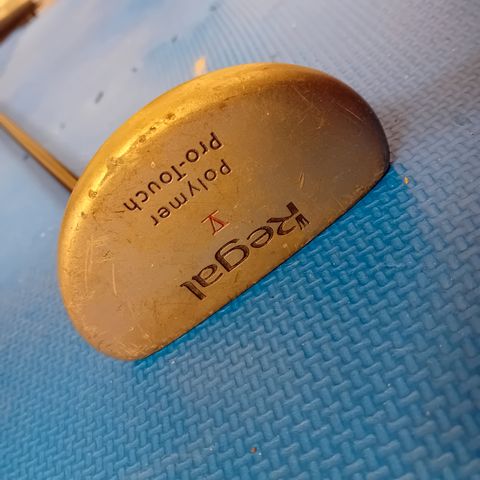 Regal
V
Polymer
Pro-Touch